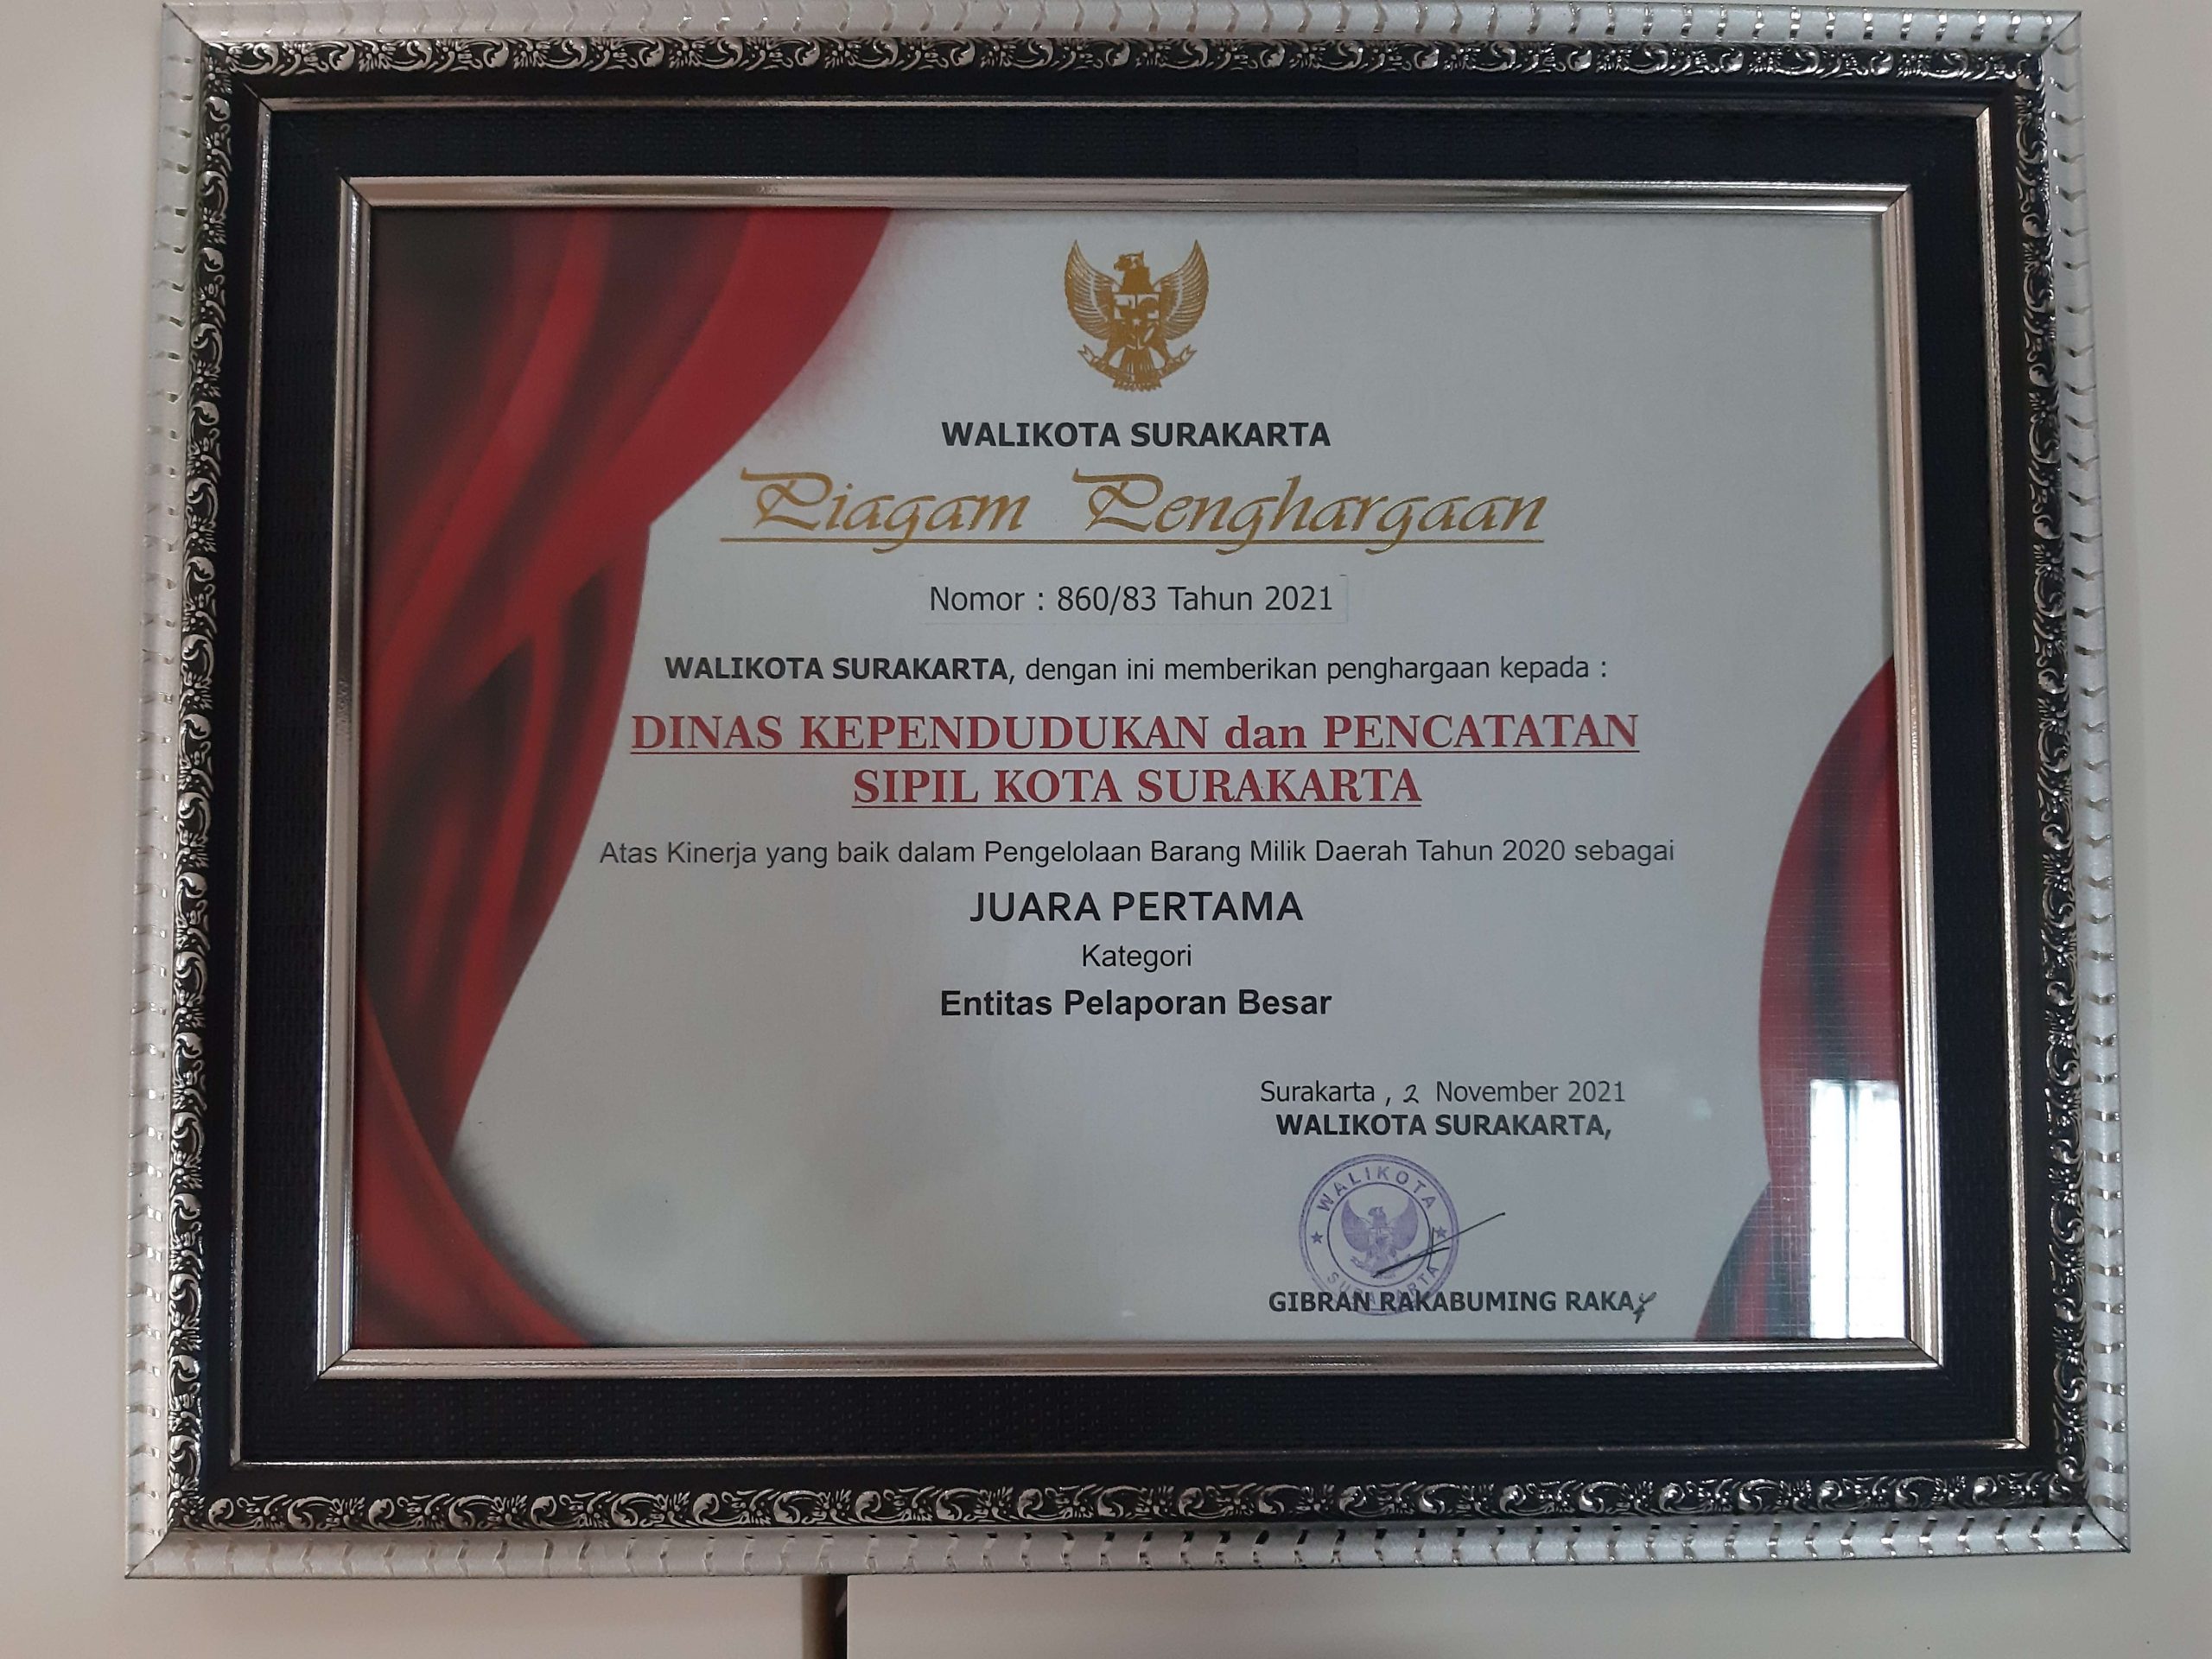 WALIKOTA SURAKARTA
Piagam Penghargaan
Nomor : 860/83 Tahun 2021
WALIKOTA SURAKARTA, dengan ini memberikan penghargaan kepada :
DINAS KEPENDUDUKAN dan PENCATATAN
SIPIL KOTA SURAKARTA
Atas Kinerja yang baik dalam Pengelolaan Barang Milik Daerah Tahun 2020 sebagai
JUARA PERTAMA
Kategori
Entitas Pelaporan Besar
Surakarta , 2 November 2021
WALIKOTA SURAKARTA,
WALIKOTA
SURAKARTA
GIBRAN RAKABUMING RAKA